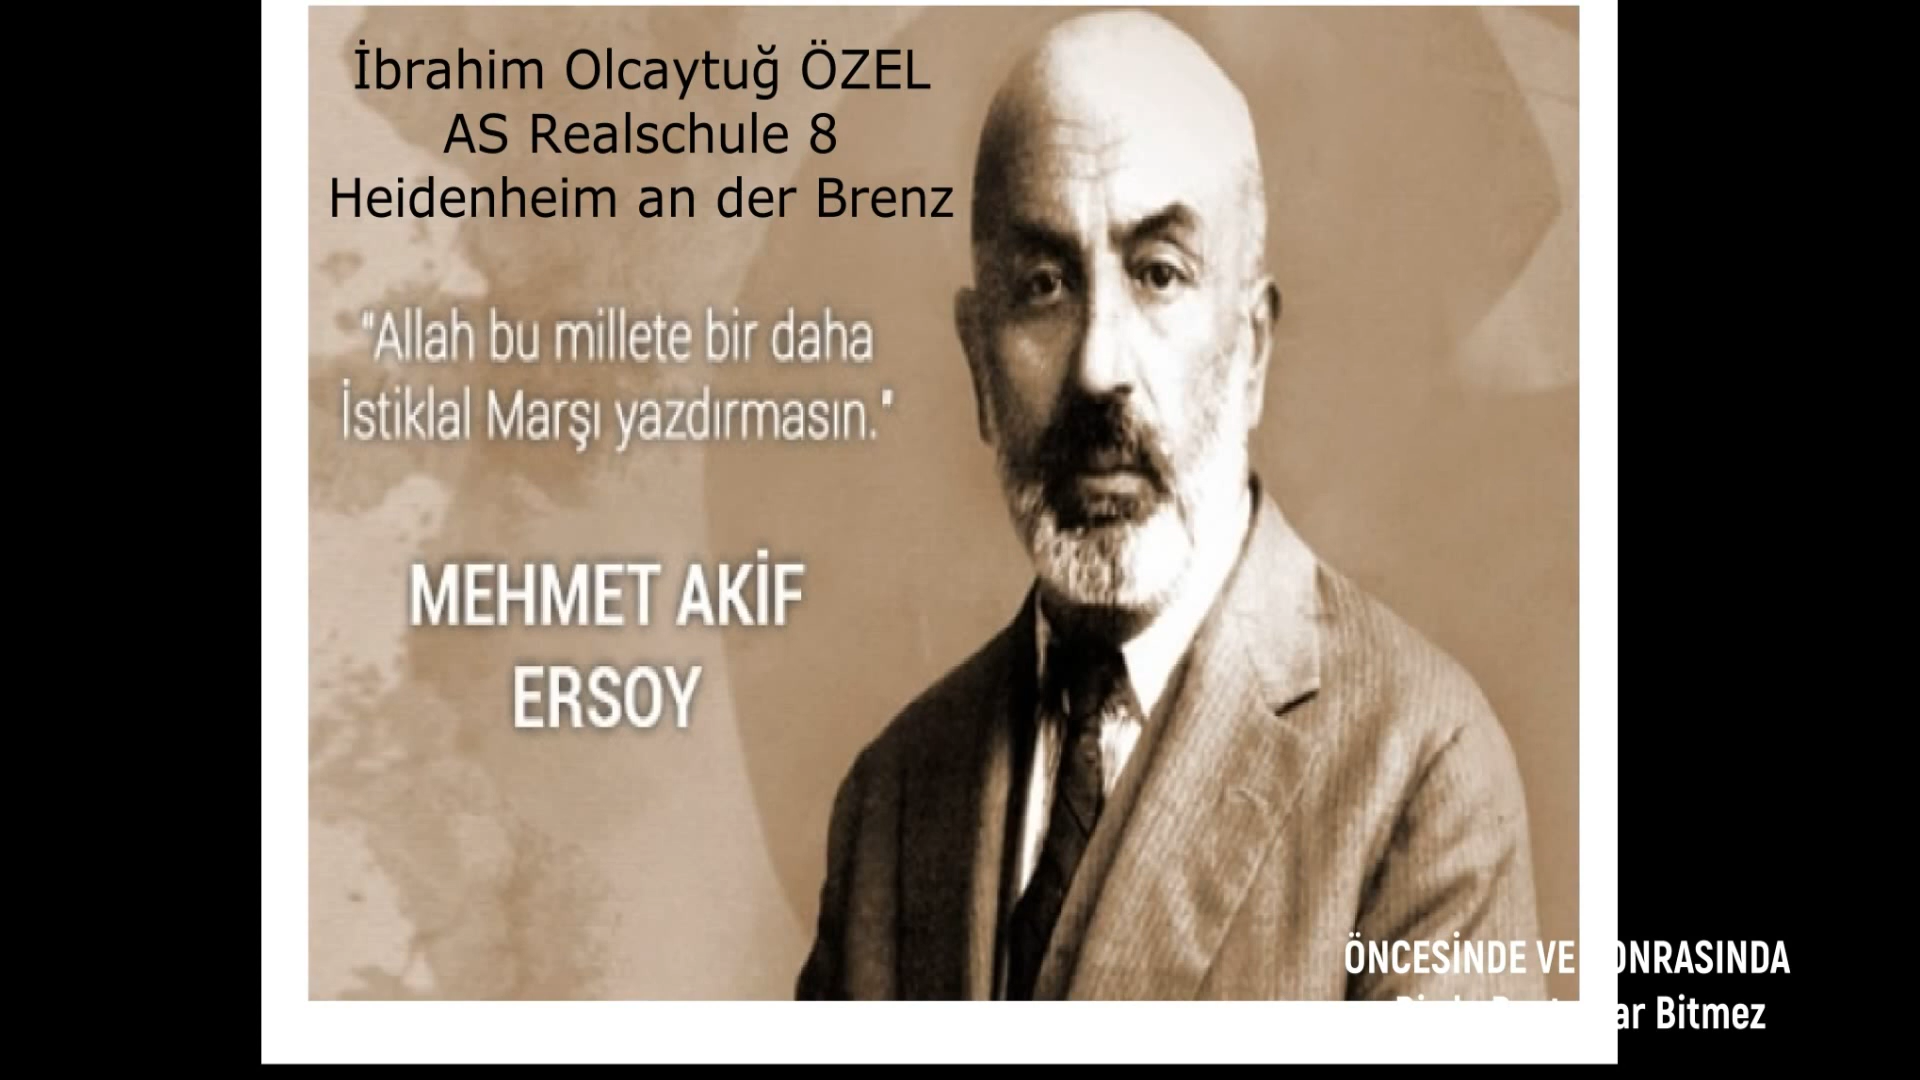 İbrahim Olcaytuğ ÖZEL
AS Realschule 8
Heidenheim an der Brenz
"Allah bu millete bir daha
İstiklal Marşı yazdırmasın."
MEHMET AKİF
ERSOY
ÖNCESİNDE VE SONRASINDA
Bitmez